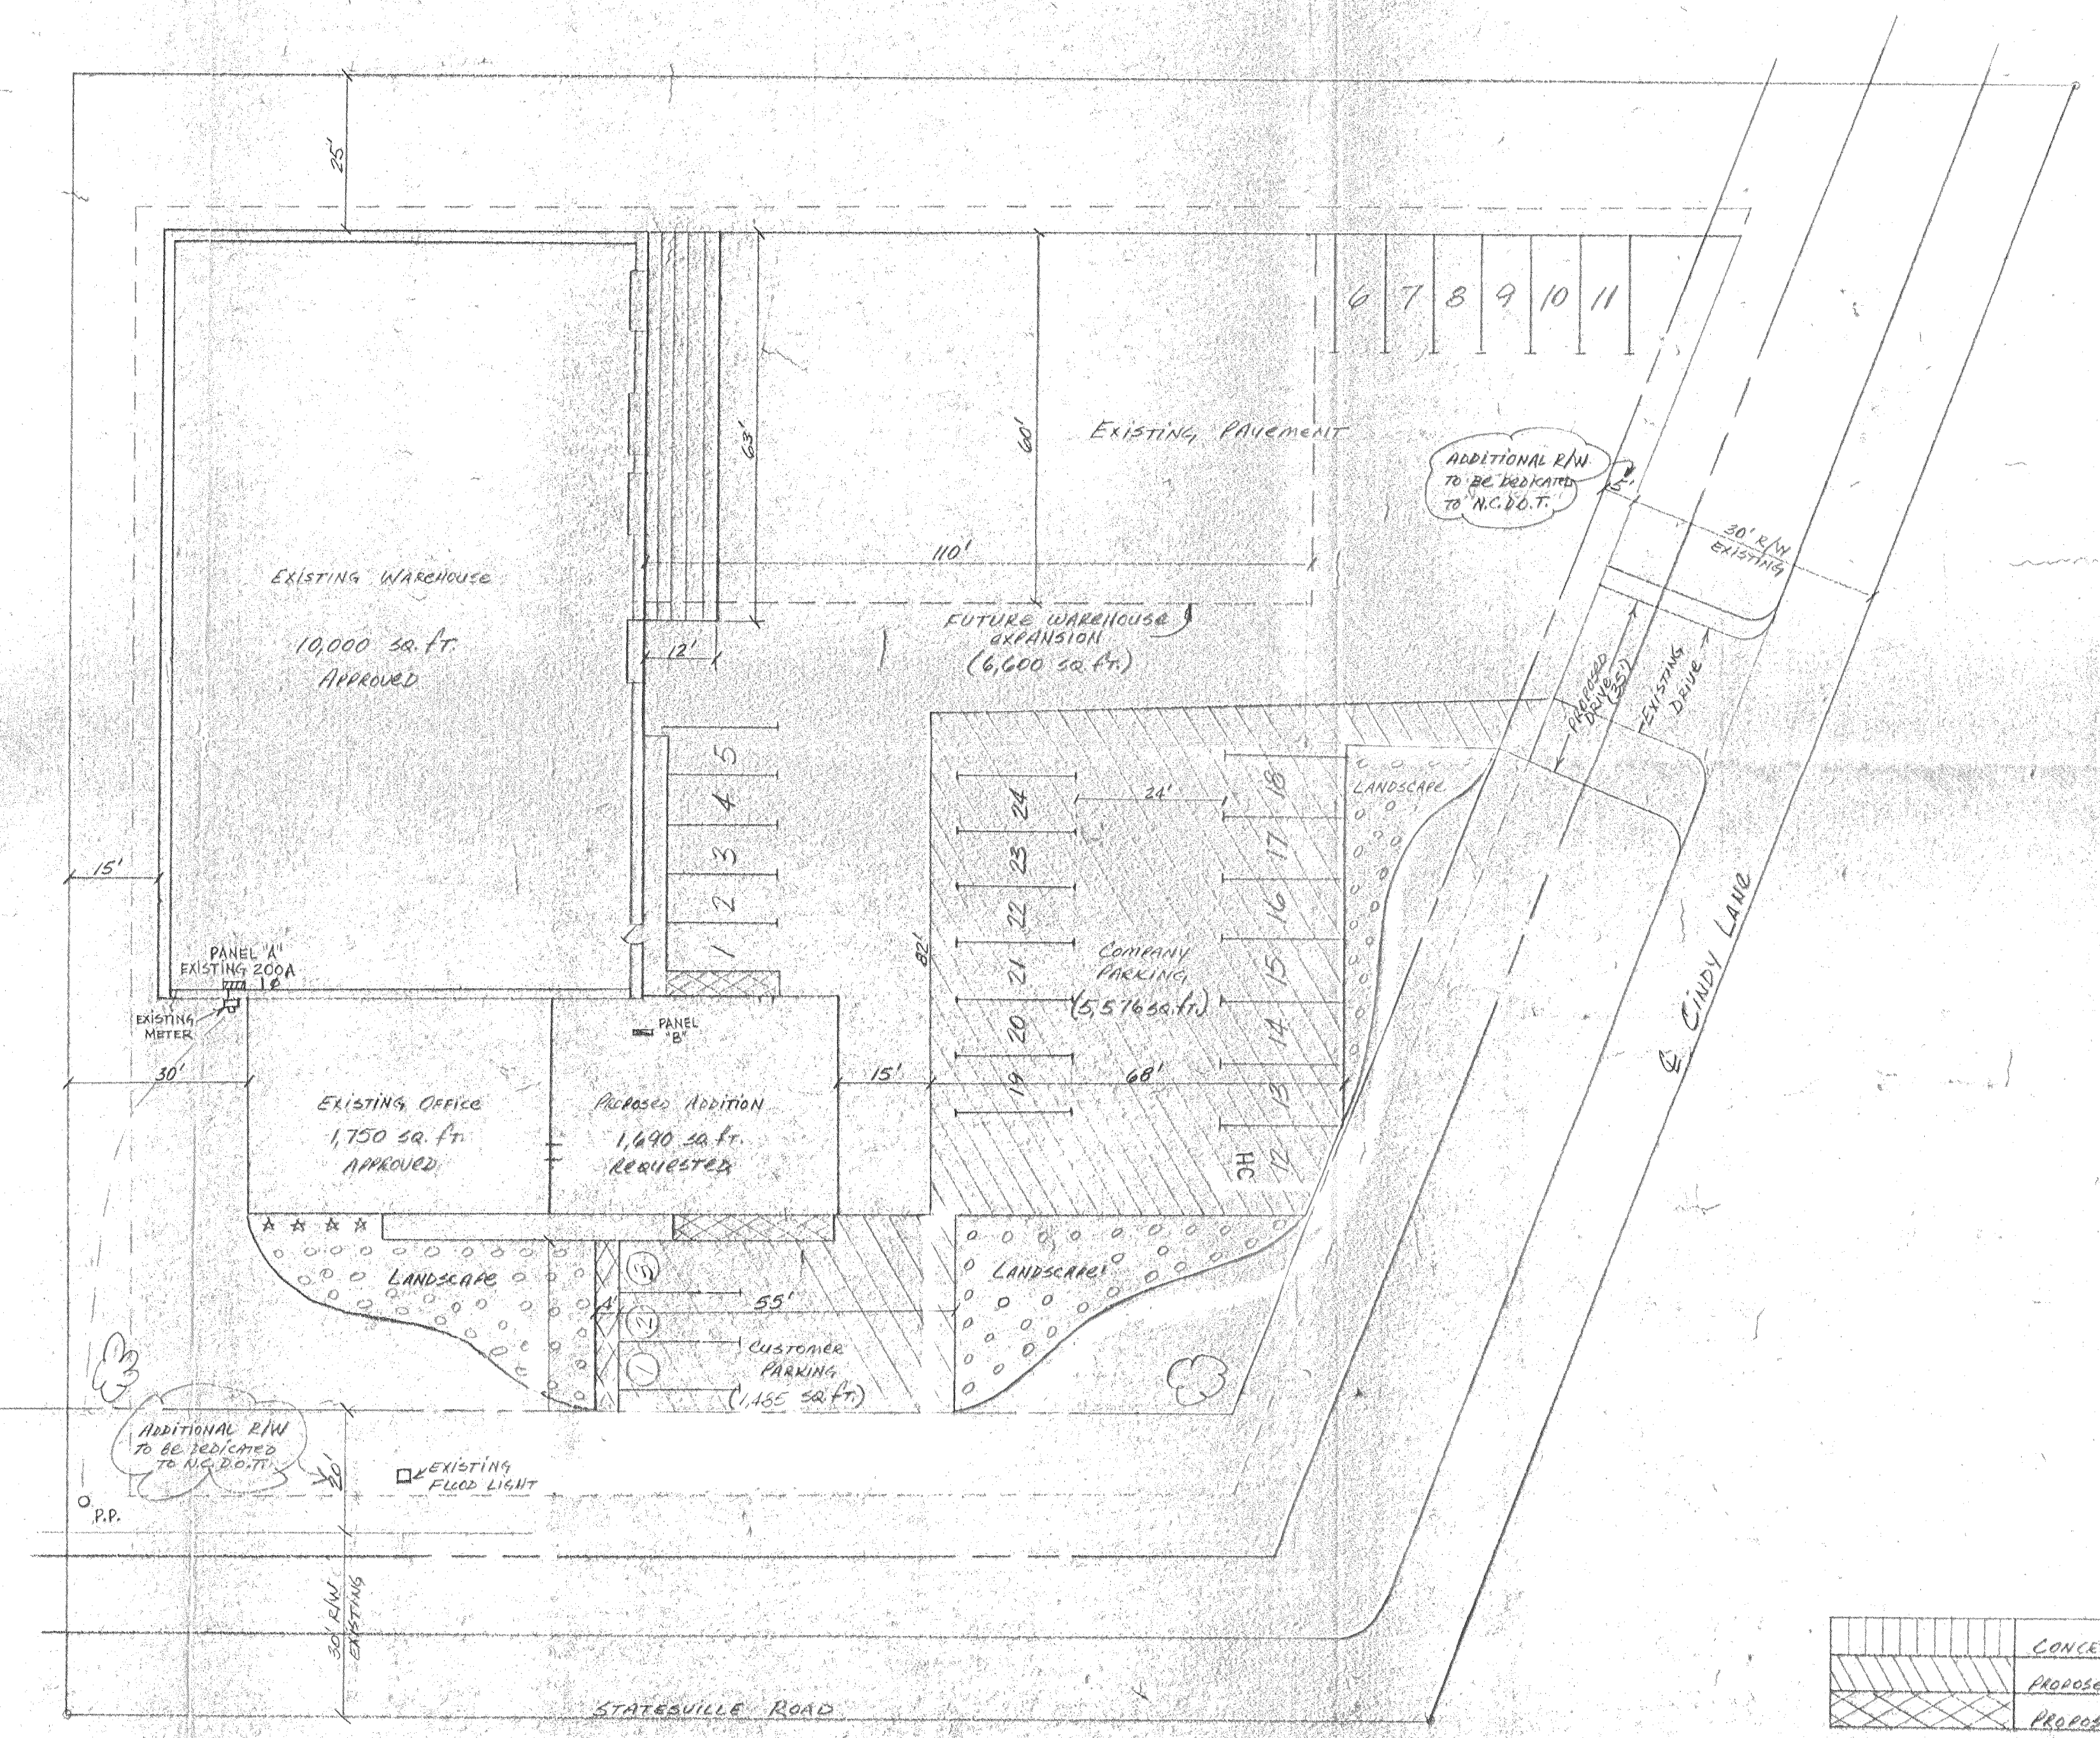 25'
6 7 8 9 10 11
63'
60'
EXISTING PAVEMENT
ADDITIONAL R/W
TO BE DEDICATED
TO N.C.D.O.T.
5'
30' R/W
EXISTING
110'
EXISTING WAREHOUSE
10,000 SQ. FT.
APPROVED
FUTURE WAREHOUSE
EXPANSION
(6,600 SQ. FT.)
12'
PROPOSED
DRIVE
(35')
EXISTING
DRIVE
5
4
3
2
1
24
23
22
21
20
19
24'
18
17
16
15
14
13
12
HC
LANDSCAPE
15'
82'
COMPANY
PARKING
(5,576 SQ. FT.)
CINDY LANE
PANEL "A"
EXISTING 200A
1Ø
EXISTING
METER
PANEL
"B"
30'
15'
68'
EXISTING OFFICE
1,750 SQ. FT.
APPROVED
PROPOSED ADDITION
1,690 SQ. FT.
REQUESTED
LANDSCAPE
3
2
1
4'
55'
CUSTOMER
PARKING
(1,465 SQ. FT.)
LANDSCAPE
ADDITIONAL R/W
TO BE DEDICATED
TO N.C.D.O.T.
20'
EXISTING
FLOOD LIGHT
P.P.
30' R/W
EXISTING
STATESVILLE ROAD
CONCRE
PROPOSE
PROPOS